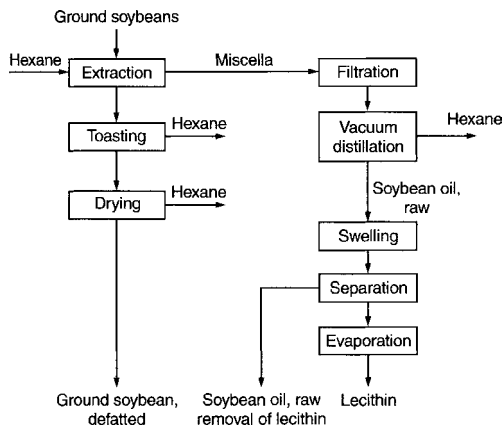 Ground soybeans
Hexane
Extraction
Miscella
Filtration
Toasting
Hexane
Vacuum
distillation
Hexane
Drying
Hexane
Soybean oil,
raw
Swelling
Separation
Evaporation
Ground soybean,
defatted
Soybean oil, raw
removal of lecithin
Lecithin